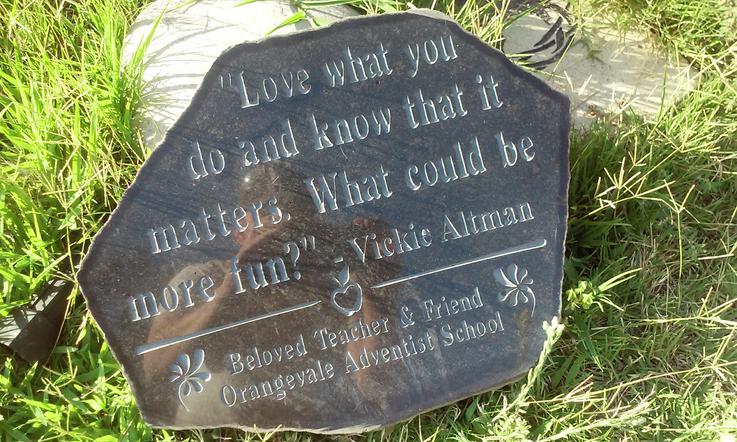 "Love what you
do and know that it
matters. What could be
more fun?" - Vickie Altman
Beloved Teacher & Friend
Orangevale Adventist School